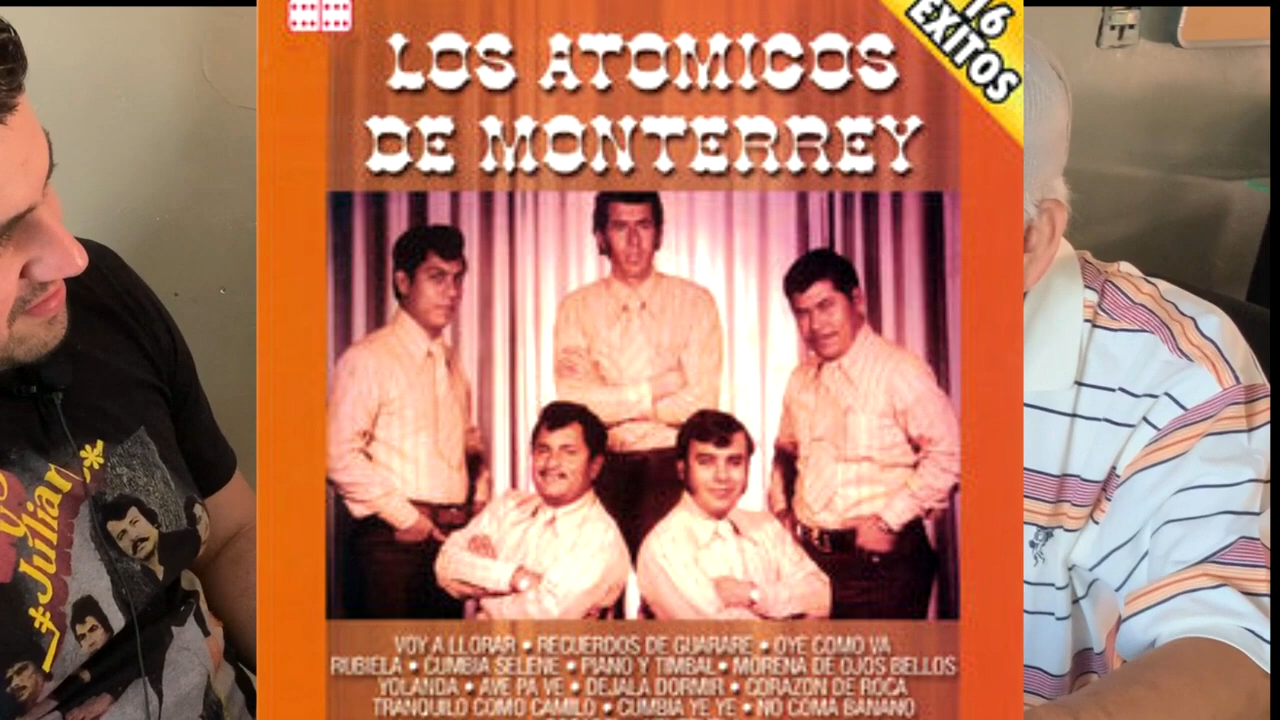 16
EXITOS
LOS ATOMICOS
DE MONTERREY
Julián
VOY A LLORAR • RECUERDOS DE GUARARE • OYE COMO VA
RUBIELA • CUMBIA SELENE • PIANO Y TIMBAL • MORENA DE OJOS BELLOS
YOLANDA • AVE PA VE • DEJALA DORMIR • CORAZON DE ROCA
TRANQUILO COMO CAMILO • CUMBIA YE YE • NO COMA BANANO